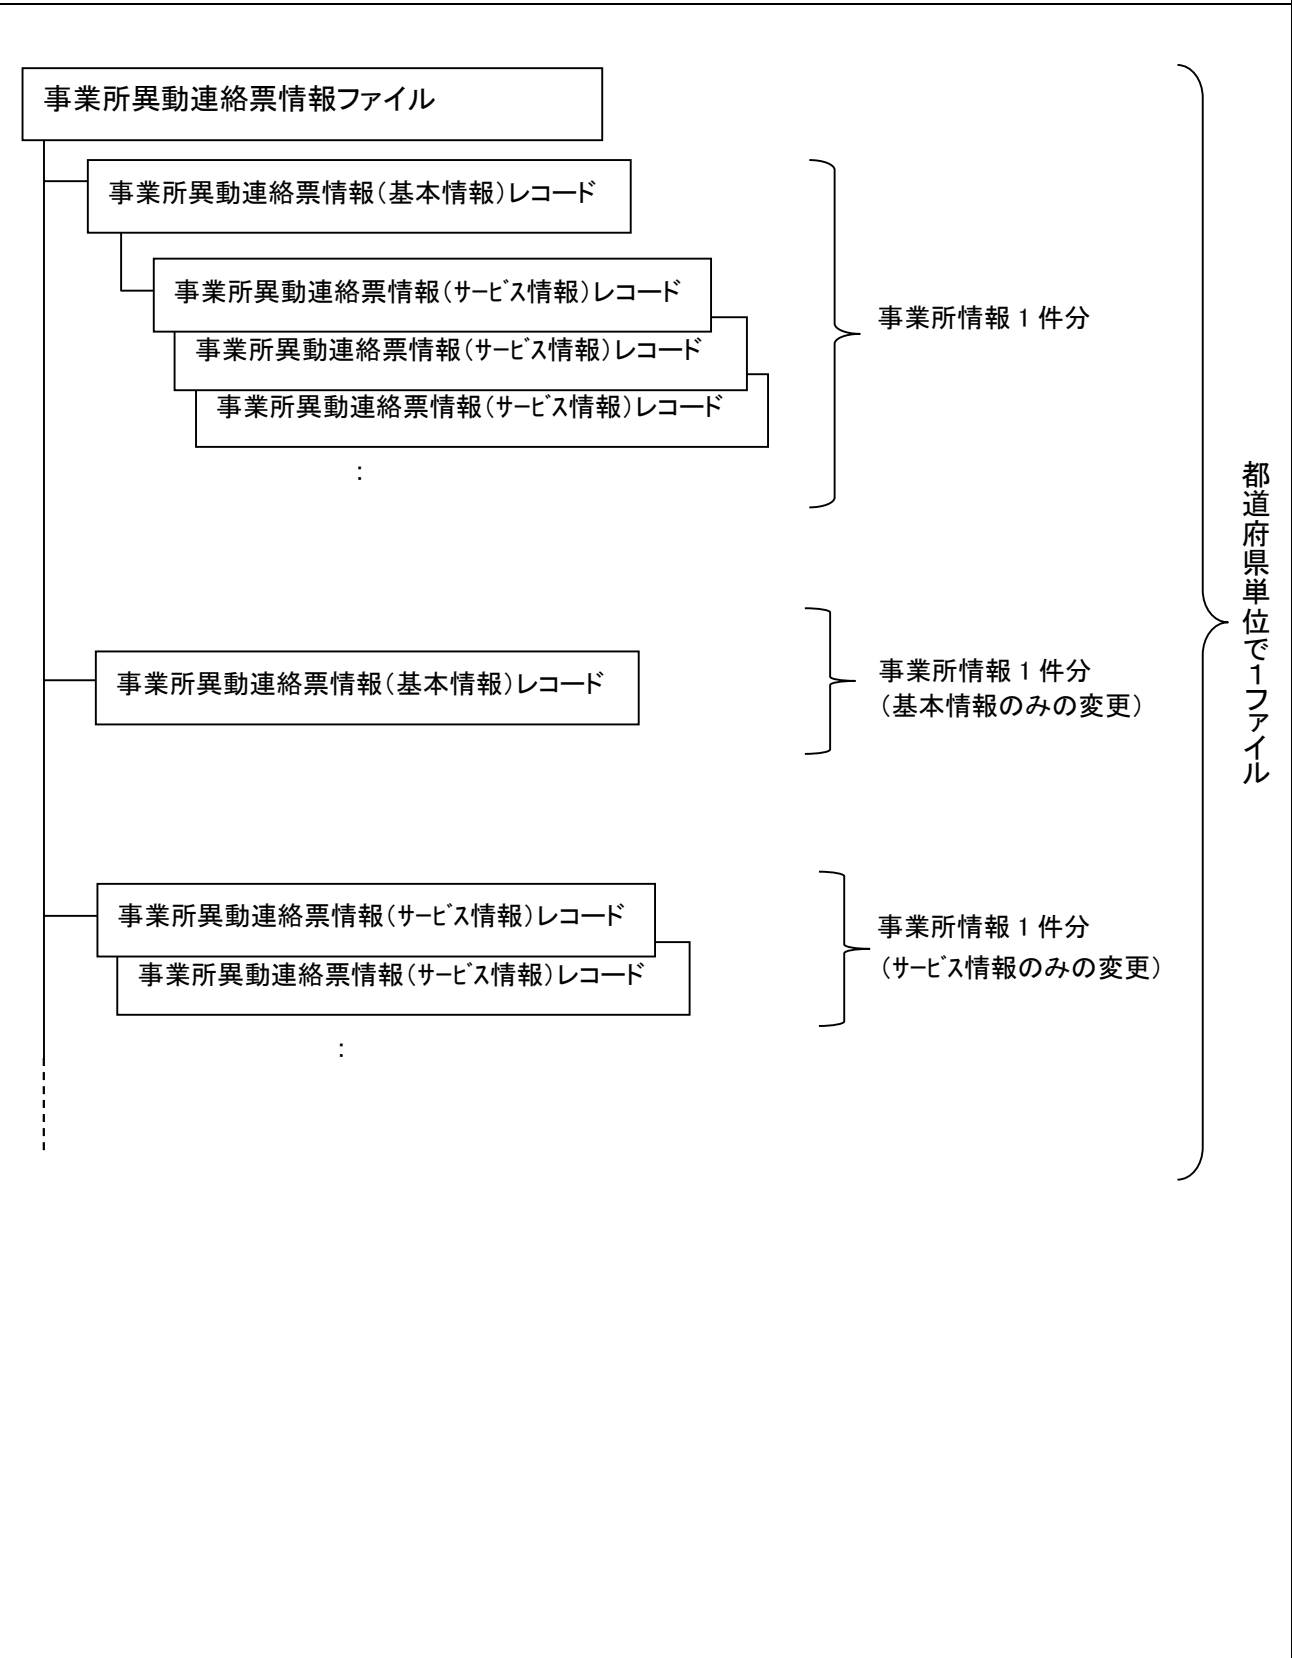 事業所異動連絡票情報ファイル
事業所異動連絡票情報（基本情報）レコード
事業所異動連絡票情報（ｻｰﾋﾞｽ情報）レコード
事業所異動連絡票情報（ｻｰﾋﾞｽ情報）レコード
事業所異動連絡票情報（ｻｰﾋﾞｽ情報）レコード
：
事業所情報１件分
事業所異動連絡票情報（基本情報）レコード
事業所情報１件分
（基本情報のみの変更）
事業所異動連絡票情報（ｻｰﾋﾞｽ情報）レコード
事業所異動連絡票情報（ｻｰﾋﾞｽ情報）レコード
：
事業所情報１件分
（ｻｰﾋﾞｽ情報のみの変更）
都道府県単位で１ファイル